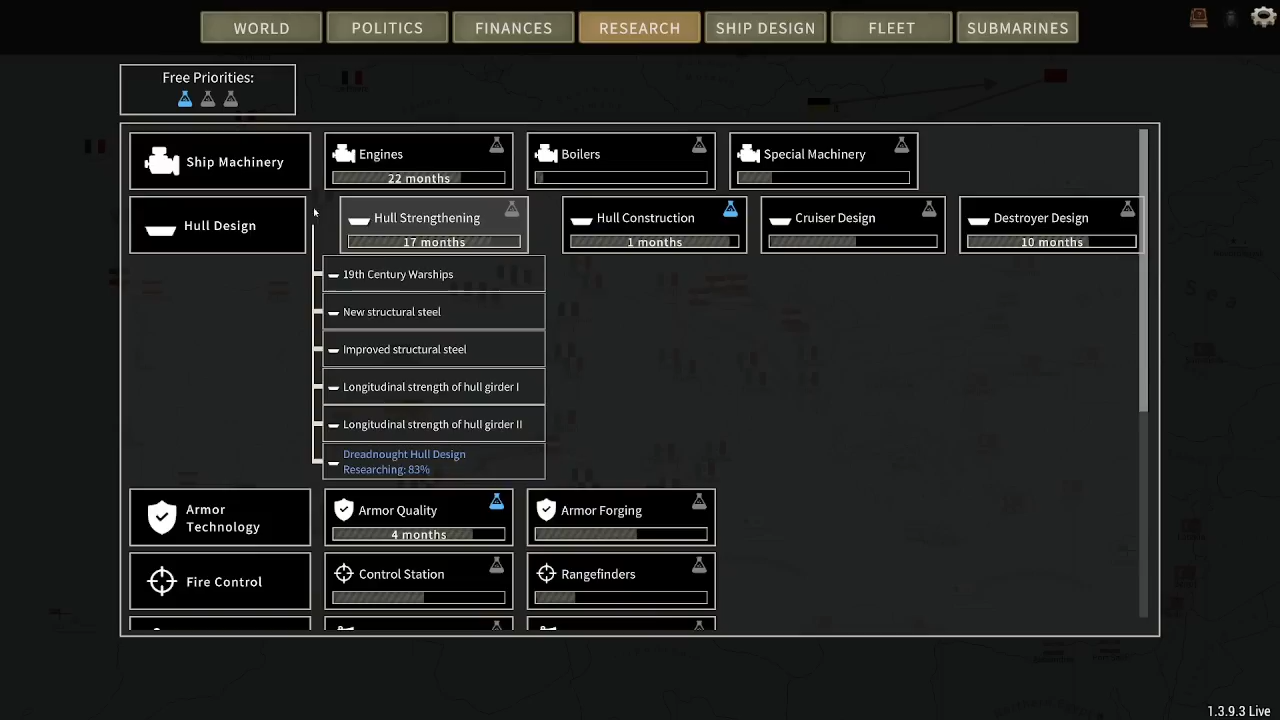 WORLD
POLITICS
FINANCES
RESEARCH
SHIP DESIGN
FLEET
SUBMARINES
Free Priorities:
Ship Machinery
Engines
22 months
Boilers
Special Machinery
Hull Design
Hull Strengthening
17 months
Hull Construction
1 months
Cruiser Design
Destroyer Design
10 months
19th Century Warships
New structural steel
Improved structural steel
Longitudinal strength of hull girder I
Longitudinal strength of hull girder II
Dreadnought Hull Design
Researching: 83%
Armor
Technology
Armor Quality
4 months
Armor Forging
Fire Control
Control Station
Rangefinders
1.3.9.3 Live